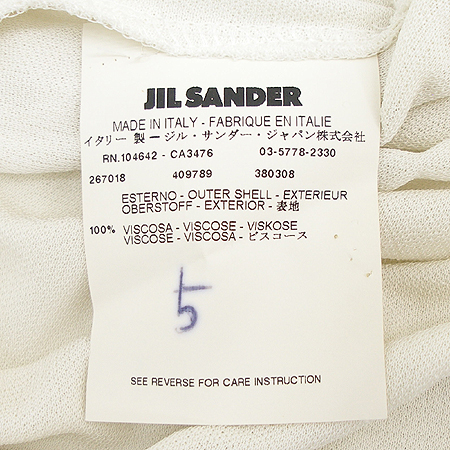 JIL SANDER
MADE IN ITALY - FABRIQUE EN ITALIE
イタリー製 ージル・サンダー・ジャパン株式会社
RN.104642 - CA3476 03-5778-2330
267018 409789 380308
ESTERNO - OUTER SHELL - EXTERIEUR
OBERSTOFF - EXTERIOR - 表地
100% VISCOSA - VISCOSE - VISKOSE
VISCOSE - VISCOSA - ビスコース
5
SEE REVERSE FOR CARE INSTRUCTION